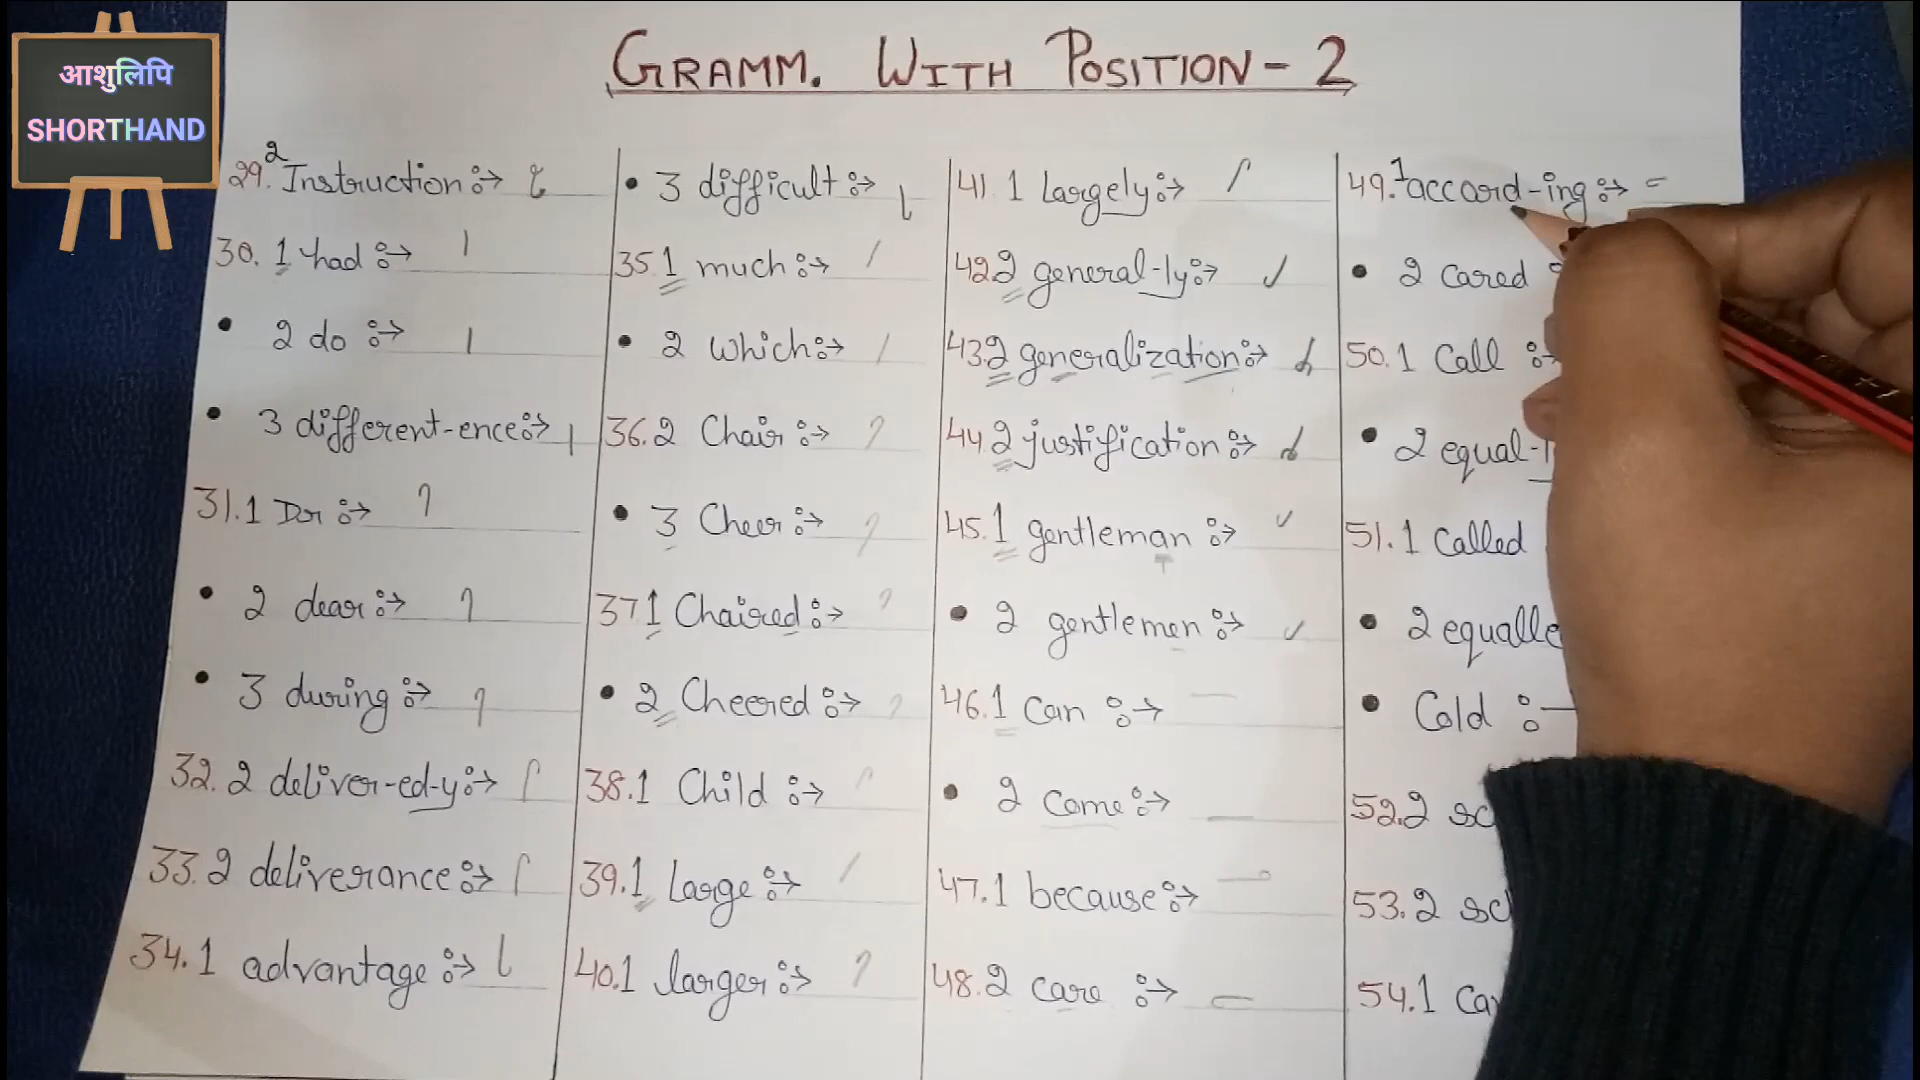 आशुलिपि
SHORTHAND
GRAMM. WITH POSITION - 2
29. 2 Instruction
30. 1 had
• 2 do
• 3 different-ence
31. 1 Dr
• 2 dear
• 3 during
32. 2 deliver-ed-y
33. 2 deliverance
34. 1 advantage
• 3 difficult
35 1 much
• 2 which
36. 2 Chair
• 3 Cheer
37 1 Chaired
• 2 Cheered
38. 1 Child
39. 1 Large
40. 1 larger
41. 1 Largely
42 2 general-ly
43. 2 generalization
44 2 justification
45. 1 gentleman
• 2 gentlemen
46. 1 Can
• 2 come
47. 1 because
48. 2 care
49. 1 accord-ing
• 2 cared
50. 1 Call
• 2 equal-
51. 1 Called
• 2 equalle
• Cold
52. 2 sc
53. 2 sc
54. 1 Ca